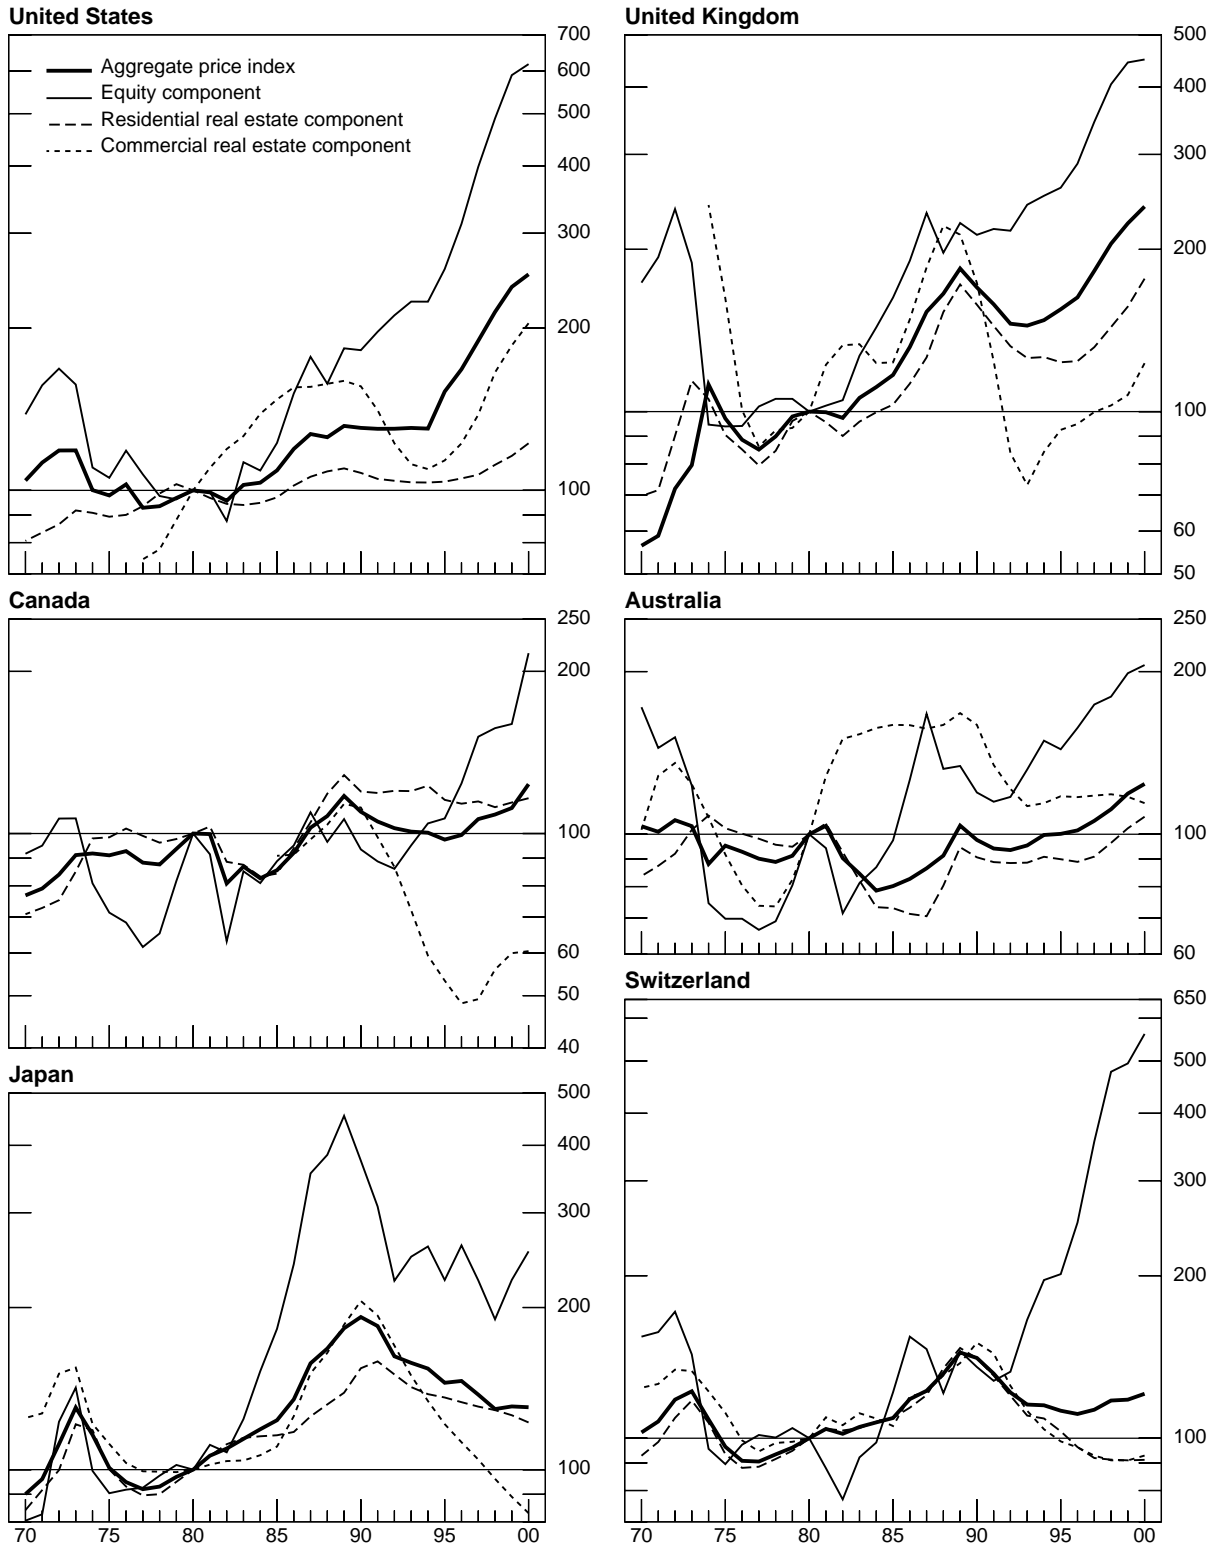 United States
700
600
500
400
300
200
100
Aggregate price index
Equity component
Residential real estate component
Commercial real estate component
United Kingdom
500
400
300
200
100
60
50
Canada
250
200
100
60
50
40
Australia
250
200
100
60
Japan
500
400
300
200
100
70 75 80 85 90 95 00
Switzerland
650
500
400
300
200
100
70 75 80 85 90 95 00